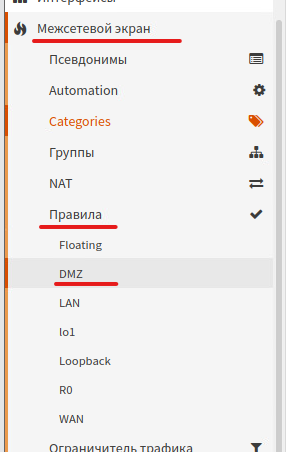 Интерфейсы
Межсетевой экран
Псевдонимы
Automation
Categories
Группы
NAT
Правила
Floating
DMZ
LAN
lo1
Loopback
R0
WAN
Ограничитель трафика